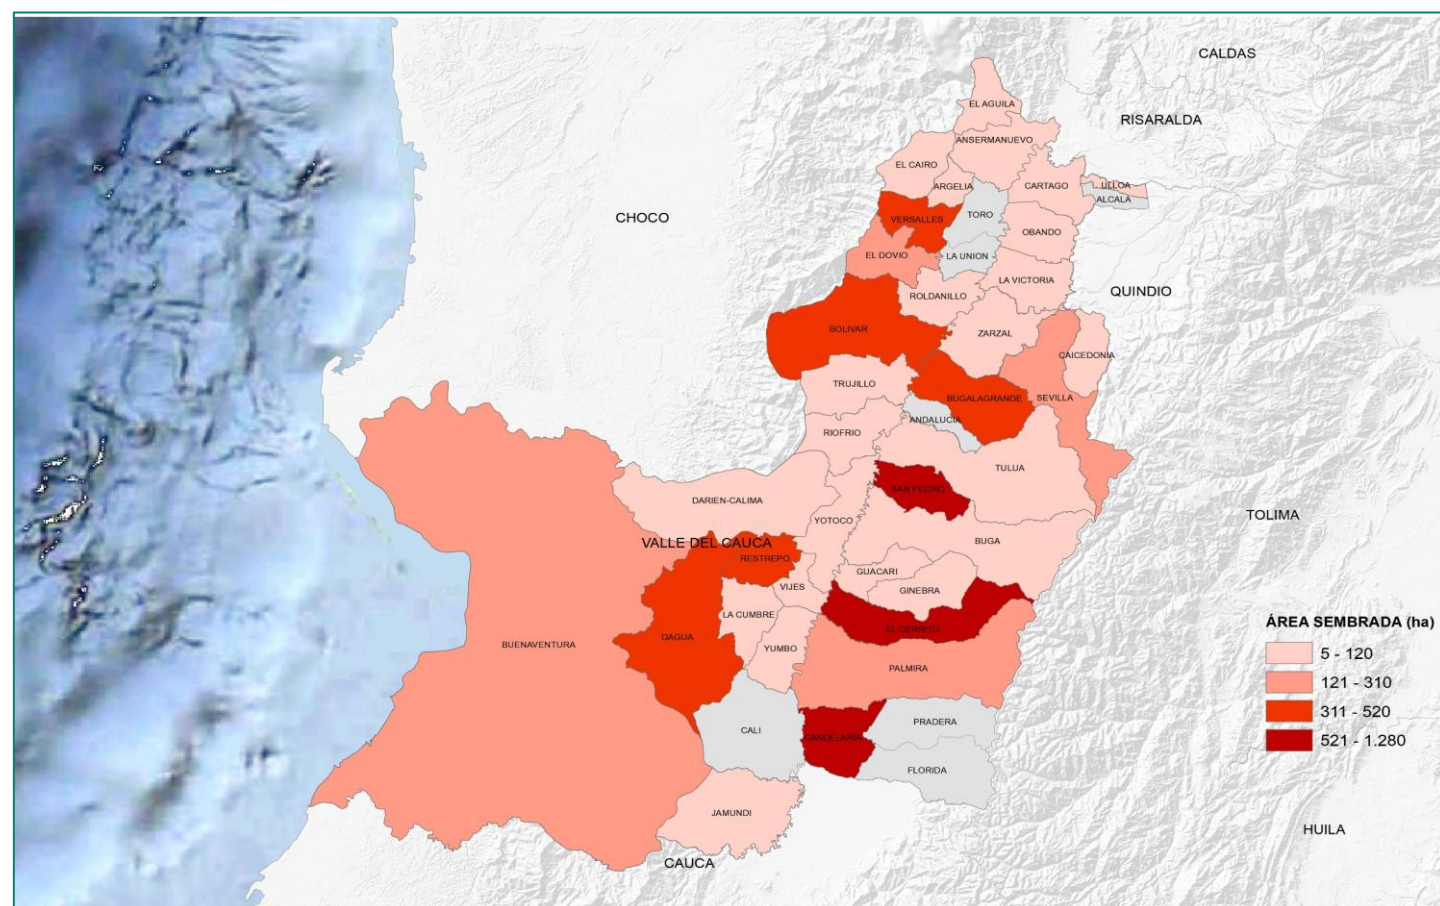 CALDAS
EL AGUILA
RISARALDA
ANSERMANUEVO
EL CAIRO
ARGELIA
CARTAGO
ULLOA
ALCALA
CHOCO
VERSALLES
TORO
OBANDO
EL DOVIO
LA UNION
LA VICTORIA
QUINDIO
ROLDANILLO
BOLIVAR
ZARZAL
CAICEDONIA
TRUJILLO
BUGALAGRANDE
SEVILLA
ANDALUCIA
RIOFRIO
TULUA
SAN PEDRO
DARIEN-CALIMA
TOLIMA
YOTOCO
VALLE DEL CAUCA
BUGA
RESTREPO
GUACARI
VIJES
GINEBRA
LA CUMBRE
EL CERRITO
DAGUA
BUENAVENTURA
YUMBO
PALMIRA
ÁREA SEMBRADA (ha)
5 - 120
121 - 310
311 - 520
521 - 1.280
PRADERA
CALI
CANDELARIA
FLORIDA
JAMUNDI
HUILA
CAUCA